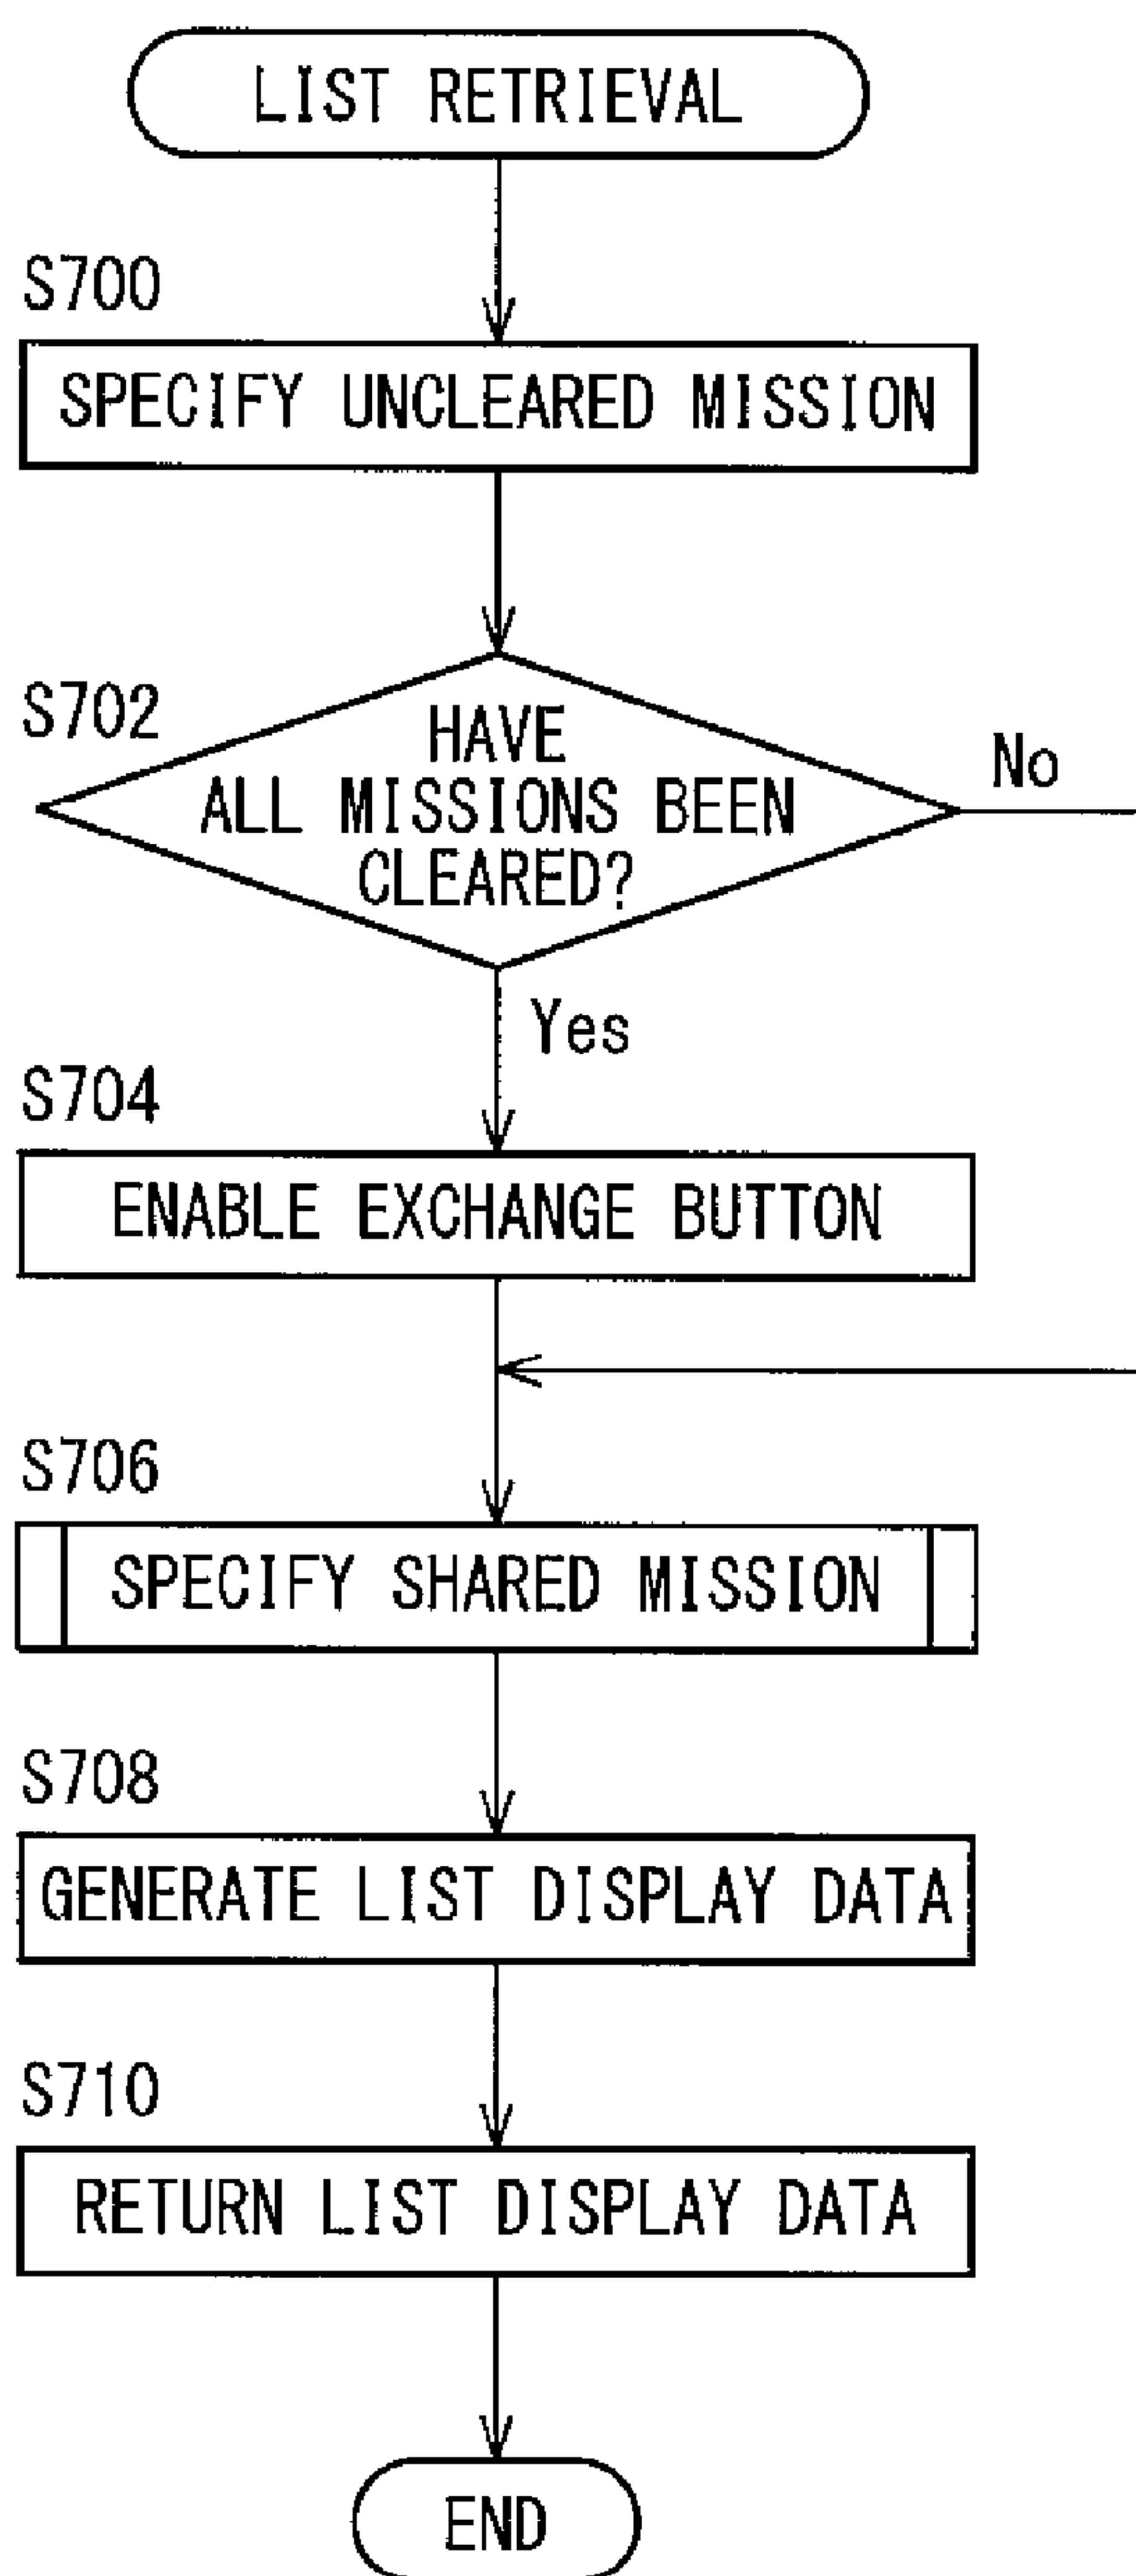 LIST RETRIEVAL
S700
SPECIFY UNCLEARED MISSION
S702
HAVE
ALL MISSIONS BEEN
CLEARED?
No
Yes
S704
ENABLE EXCHANGE BUTTON
S706
SPECIFY SHARED MISSION
S708
GENERATE LIST DISPLAY DATA
S710
RETURN LIST DISPLAY DATA
END